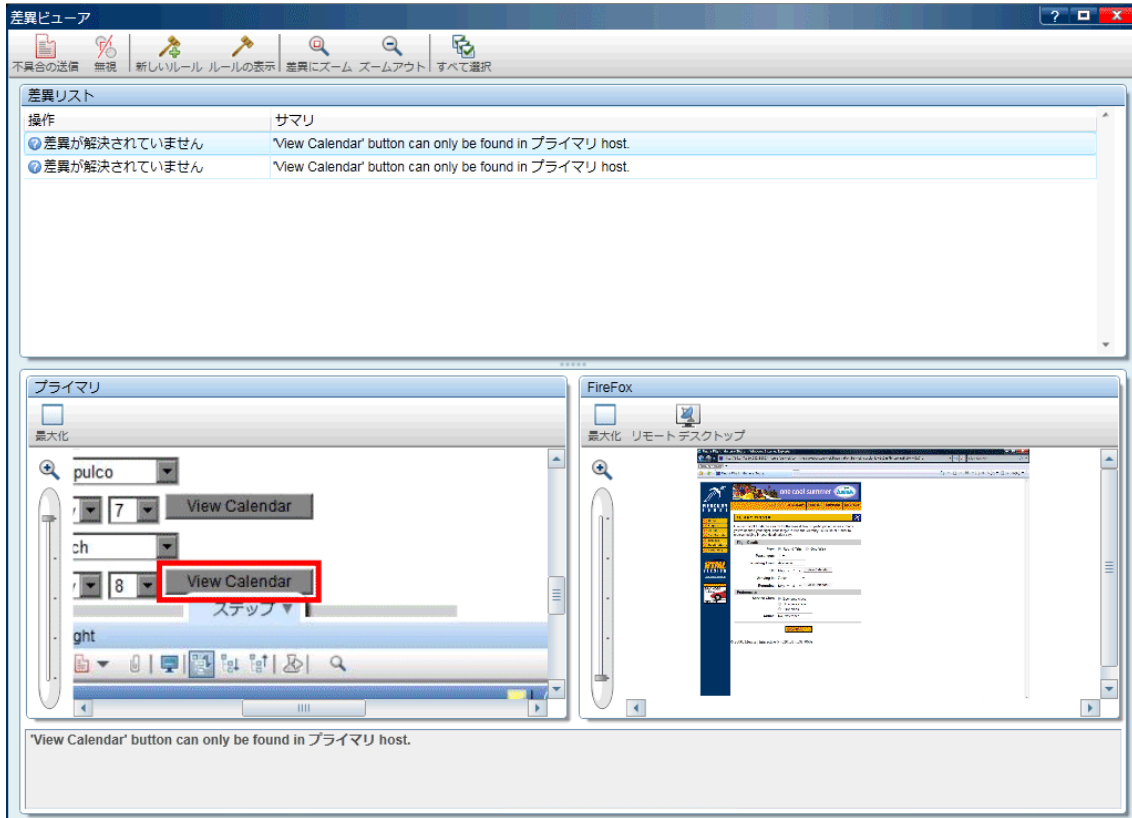 差異ビューア
不具合の送信 無視 新しいルール ルールの表示 差異にズーム ズームアウト すべて選択
差異リスト
操作 サマリ
差異が解決されていません 'View Calendar' button can only be found in プライマリ host.
差異が解決されていません 'View Calendar' button can only be found in プライマリ host.
プライマリ
最大化
pulco
7 View Calendar
ch
8 View Calendar
ステップ
ght
FireFox
最大化 リモート デスクトップ
one cool summer
'View Calendar' button can only be found in プライマリ host.